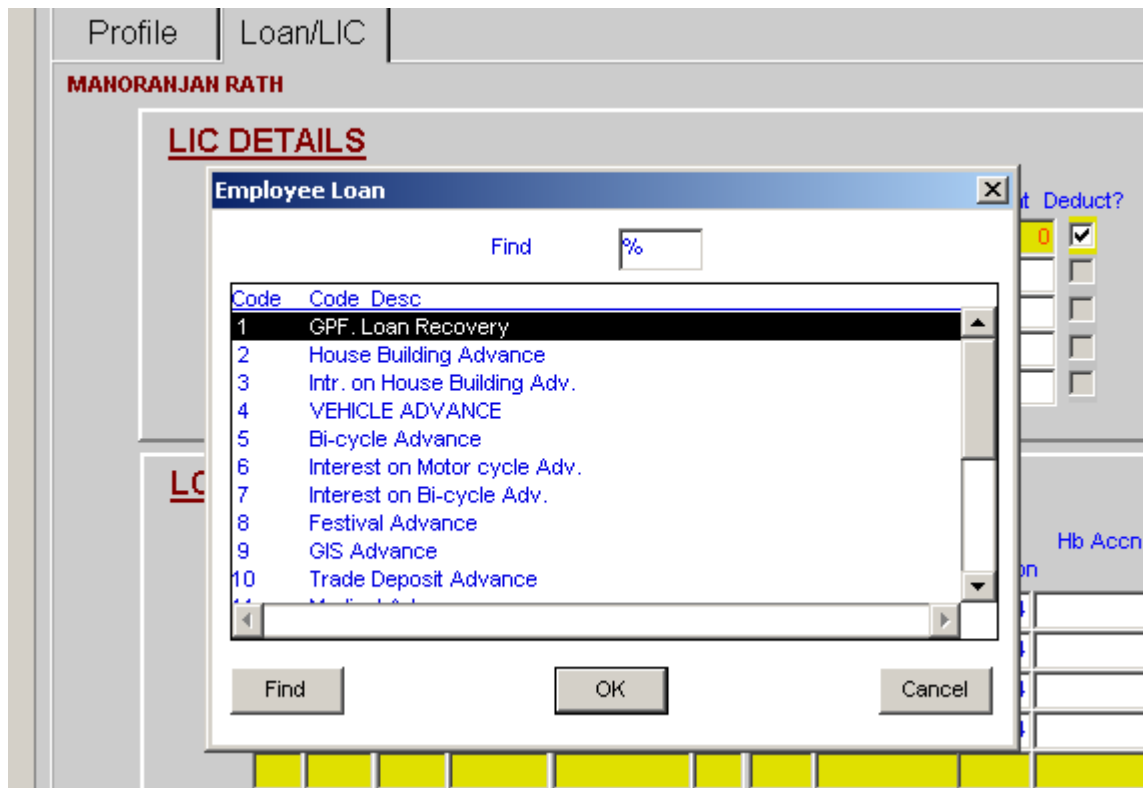 Profile Loan/LIC
MANORANJAN RATH
LIC DETAILS
Employee Loan
Deduct?
Find %
0
Code Code Desc
1 GPF. Loan Recovery
2 House Building Advance
3 Intr. on House Building Adv.
4 VEHICLE ADVANCE
5 Bi-cycle Advance
6 Interest on Motor cycle Adv.
7 Interest on Bi-cycle Adv.
8 Festival Advance
9 GIS Advance
Hb Accn
10 Trade Deposit Advance
Find OK Cancel